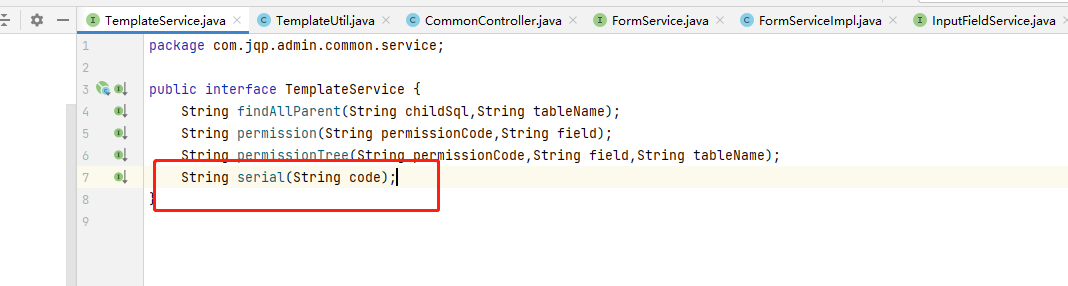 TemplateService.java TemplateUtil.java CommonController.java FormService.java FormServiceImpl.java InputFieldService.java
1 package com.jqp.admin.common.service;
2
3 public interface TemplateService {
4 String findAllParent(String childSql,String tableName);
5 String permission(String permissionCode,String field);
6 String permissionTree(String permissionCode,String field,String tableName);
7 String serial(String code);
8 }
9